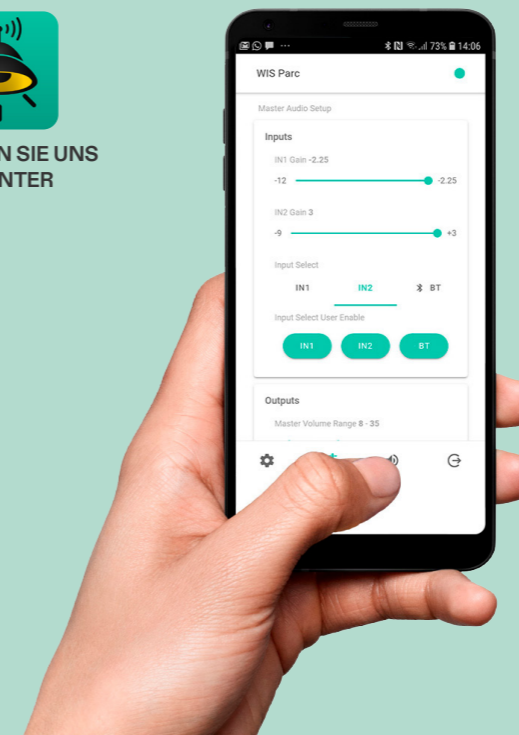 N SIE UNS
NTER
73% 14:06
WIS Parc
Master Audio Setup
Inputs
IN1 Gain -2.25
-12 -2.25
IN2 Gain 3
-9 +3
Input Select
IN1 IN2 BT
Input Select User Enable
IN1 IN2 BT
Outputs
Master Volume Range 8 - 35